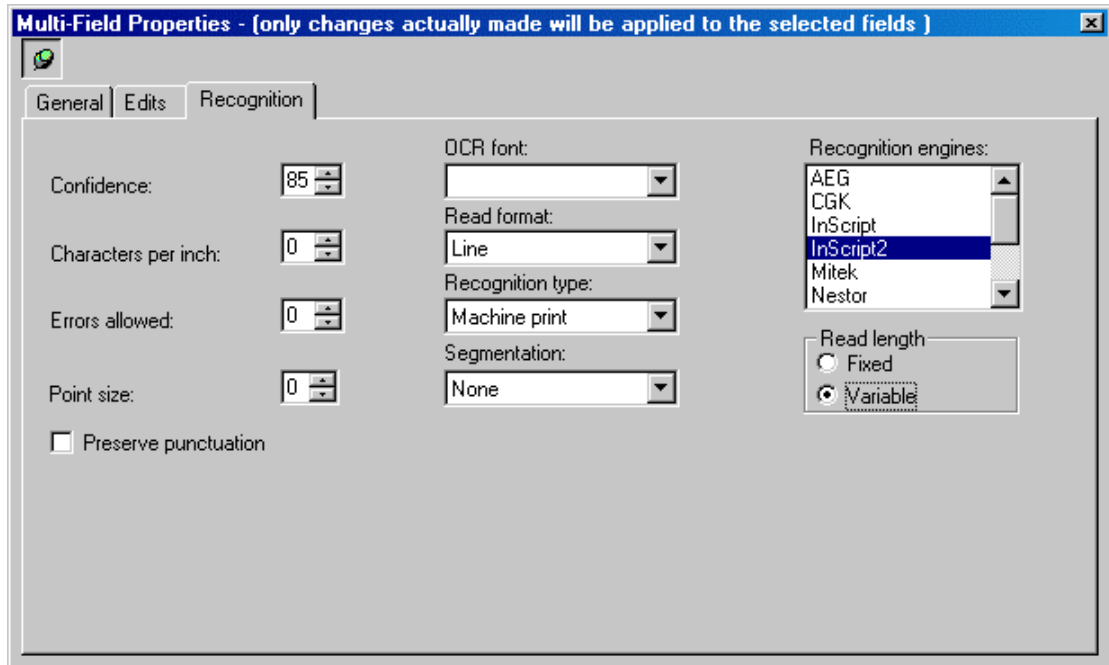 Multi-Field Properties - (only changes actually made will be applied to the selected fields )
General Edits Recognition
Confidence: 85
Characters per inch: 0
Errors allowed: 0
Point size: 0
Preserve punctuation
OCR font:
Read format:
Line
Recognition type:
Machine print
Segmentation:
None
Recognition engines:
AEG
CGK
InScript
InScript2
Mitek
Nestor
Read length
Fixed
Variable